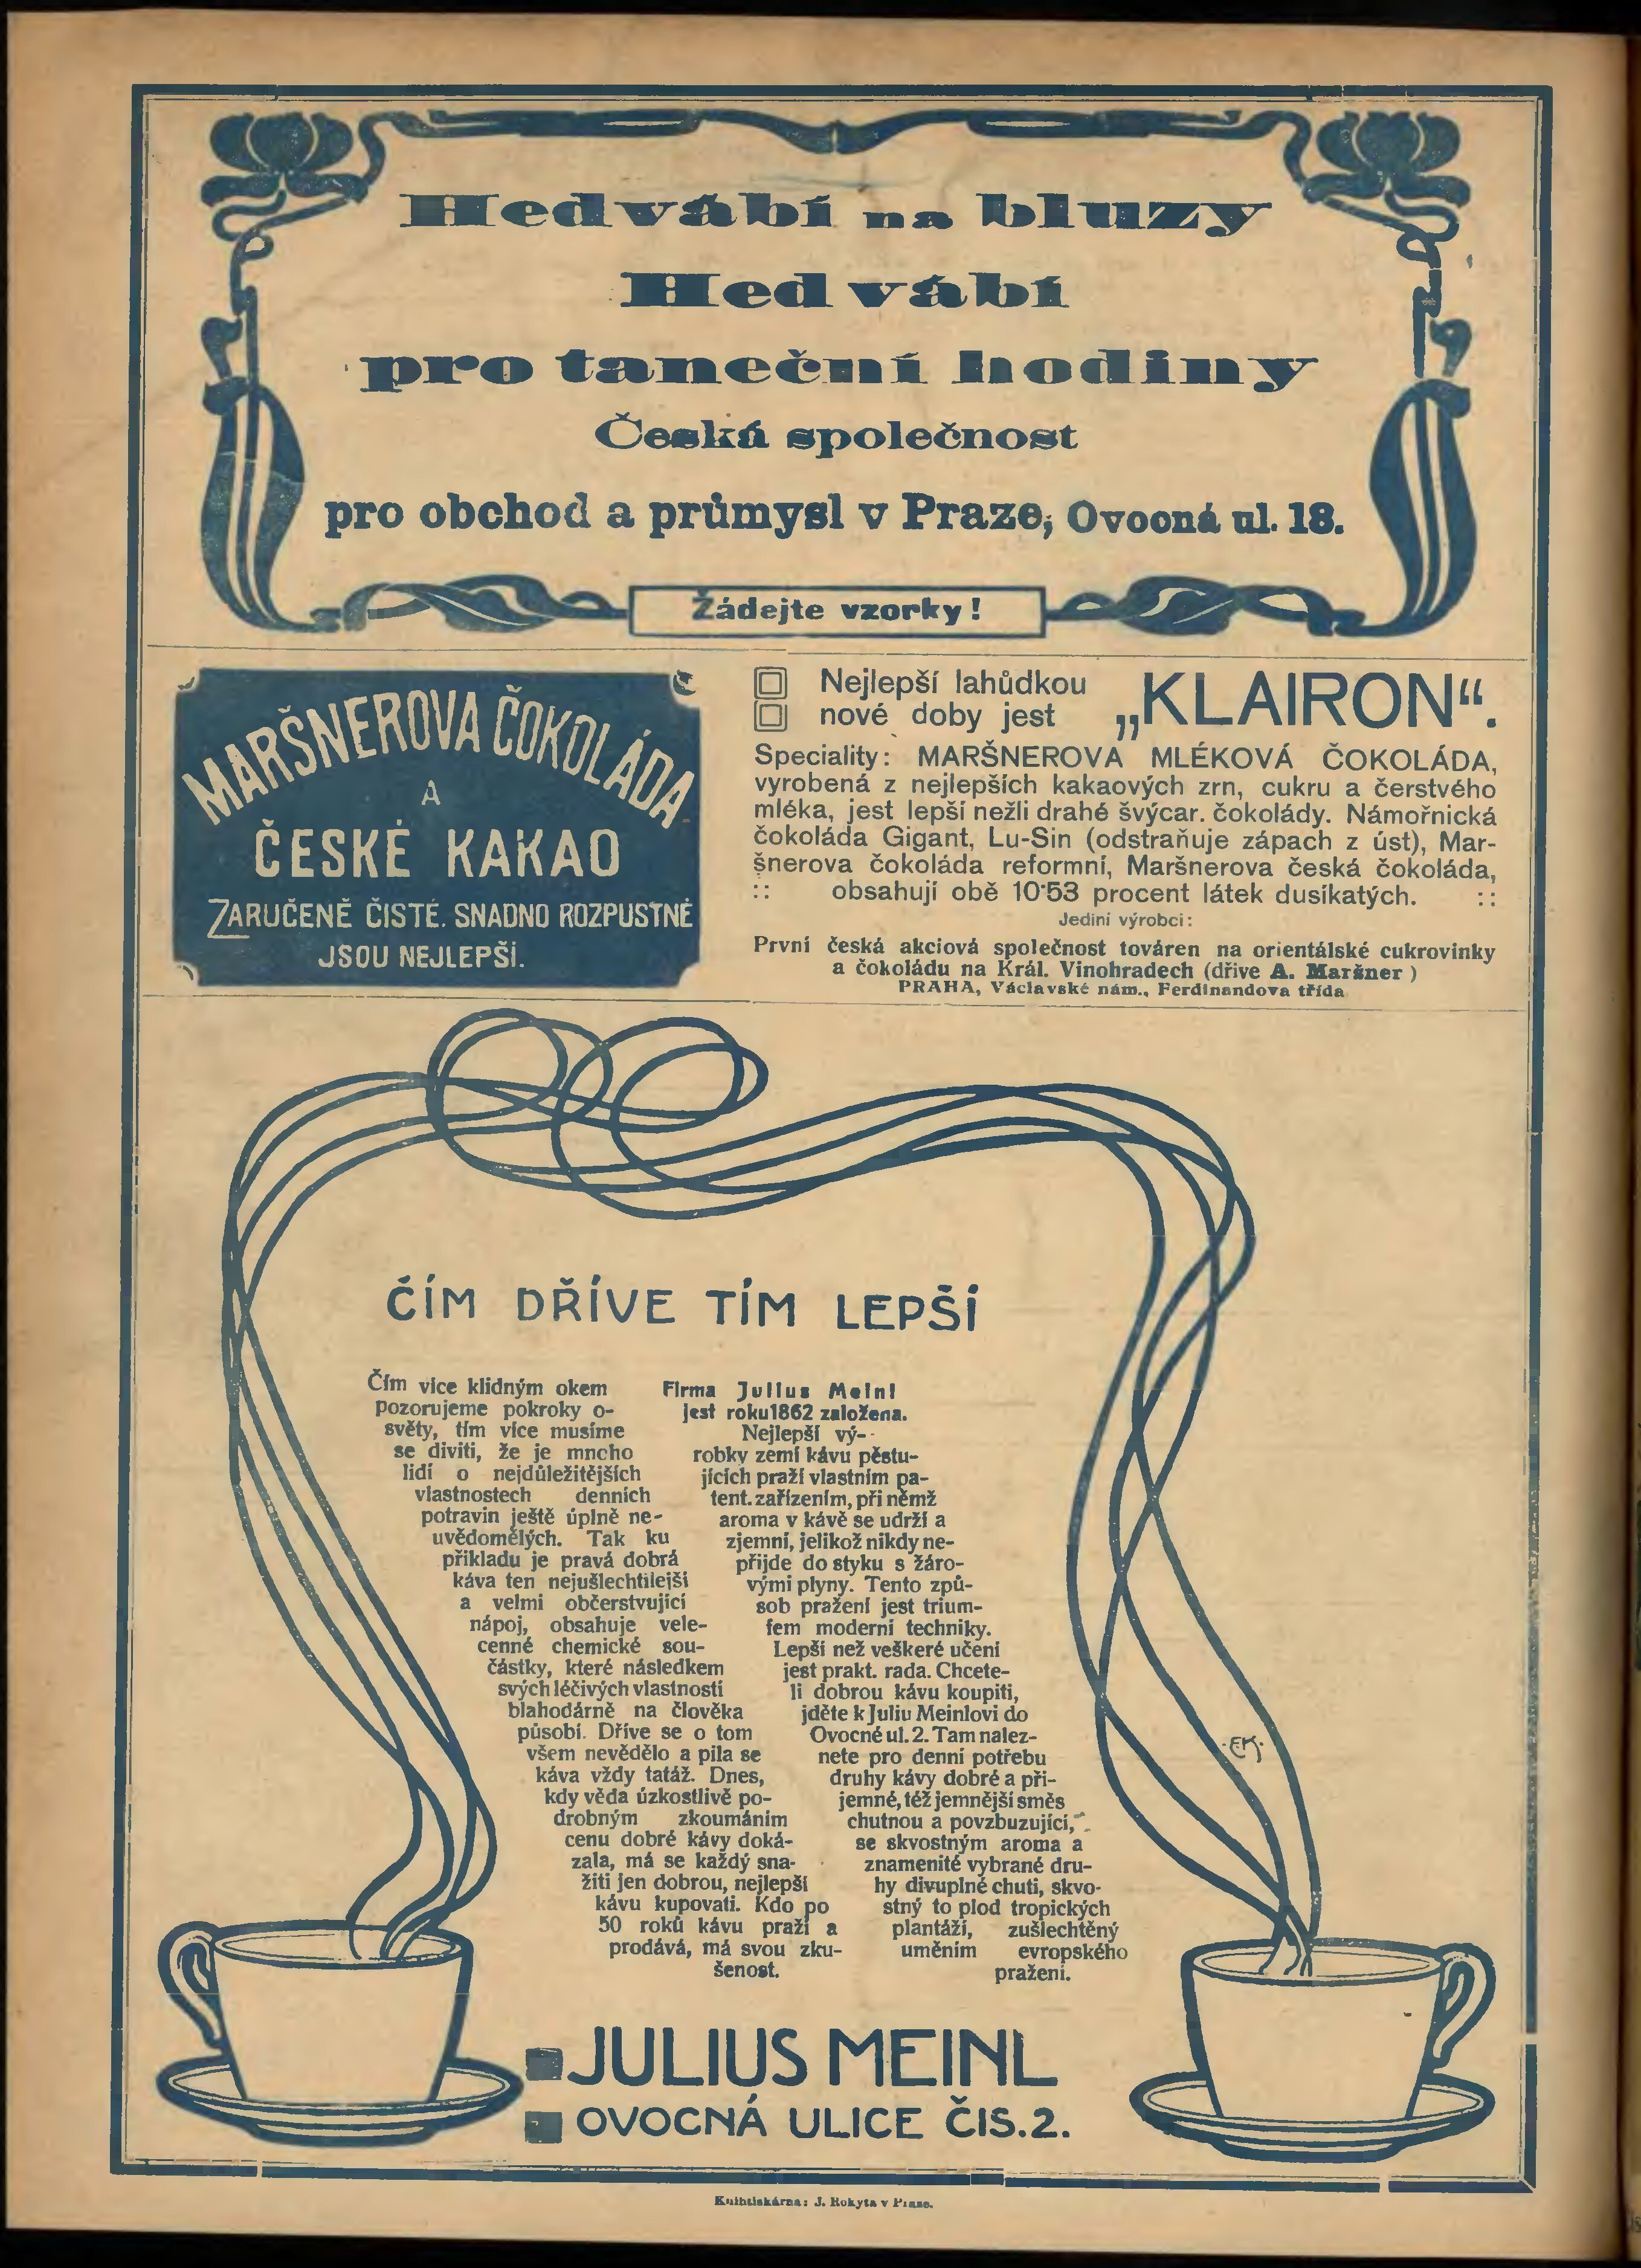 Hedvábí na bluzy
Hedvábí
pro taneční hodiny
Česká společnost
pro obchod a průmysl v Praze, Ovooná ul. 18.
Žádejte vzorky!
MARŠNEROVA ČOKOLÁDA
A
ČESKÉ KAKAO
ZARUČENĚ ČISTÉ. SNADNO ROZPUSTNÉ
JSOU NEJLEPŠÍ.
Nejlepší lahůdkou
nové doby jest „KLAIRON“.
Speciality: MARŠNEROVA MLÉKOVÁ ČOKOLÁDA,
vyrobená z nejlepších kakaových zrn, cukru a čerstvého
mléka, jest lepší nežli drahé švýcar. čokolády. Námořnická
čokoláda Gigant, Lu-Sin (odstraňuje zápach z úst), Mar-
šnerova čokoláda reformní, Maršnerova česká čokoláda,
:: obsahují obě 10·53 procent látek dusíkatých. ::
Jediní výrobci:
První česká akciová společnost továren na orientálské cukrovinky
a čokoládu na Král. Vinohradech (dříve A. Maršner )
PRAHA, Václavské nám., Ferdinandova třída
ČÍM DŘÍVE TÍM LEPŠÍ
Čím více klidným okem
pozorujeme pokroky o-
světy, tím více musíme
se diviti, že je mncho
lidí o nejdůležitějších
vlastnostech denních
potravin ještě úplně ne-
uvědomělých. Tak ku
příkladu je pravá dobrá
káva ten nejušlechtilejší
a velmi občerstvující
nápoj, obsahuje vele-
cenné chemické sou-
částky, které následkem
svých léčivých vlastností
blahodárně na člověka
působí. Dříve se o tom
všem nevědělo a pila se
káva vždy tatáž. Dnes,
kdy věda úzkostlivě po-
drobným zkoumáním
cenu dobré kávy doká-
zala, má se každý sna-
žiti jen dobrou, nejlepší
kávu kupovati. Kdo po
50 roků kávu praží a
prodává, má svou zku-
šenost.
Firma Julius Meinl
jest roku1862 založena.
Nejlepší vý-
robky zemí kávu pěstu-
jících praží vlastním pa-
tent. zařízením, při němž
aroma v kávě se udrží a
zjemní, jelikož nikdy ne-
přijde do styku s žáro-
vými plyny. Tento způ-
sob pražení jest trium-
fem moderní techniky.
Lepší než veškeré učení
jest prakt. rada. Chcete-
li dobrou kávu koupiti,
jděte k Juliu Meinlovi do
Ovocné ul. 2. Tam nalez-
nete pro denní potřebu
druhy kávy dobré a pří-
jemné, též jemnější směs
chutnou a povzbuzující,
se skvostným aroma a
znamenité vybrané dru-
hy divuplné chuti, skvo-
stný to plod tropických
plantáží, zušlechtěný
uměním evropského
pražení.
EK
JULIUS MEINL
OVOCNÁ ULICE ČIS. 2.
Knihtiskárna: J. Rokyta v Praze.